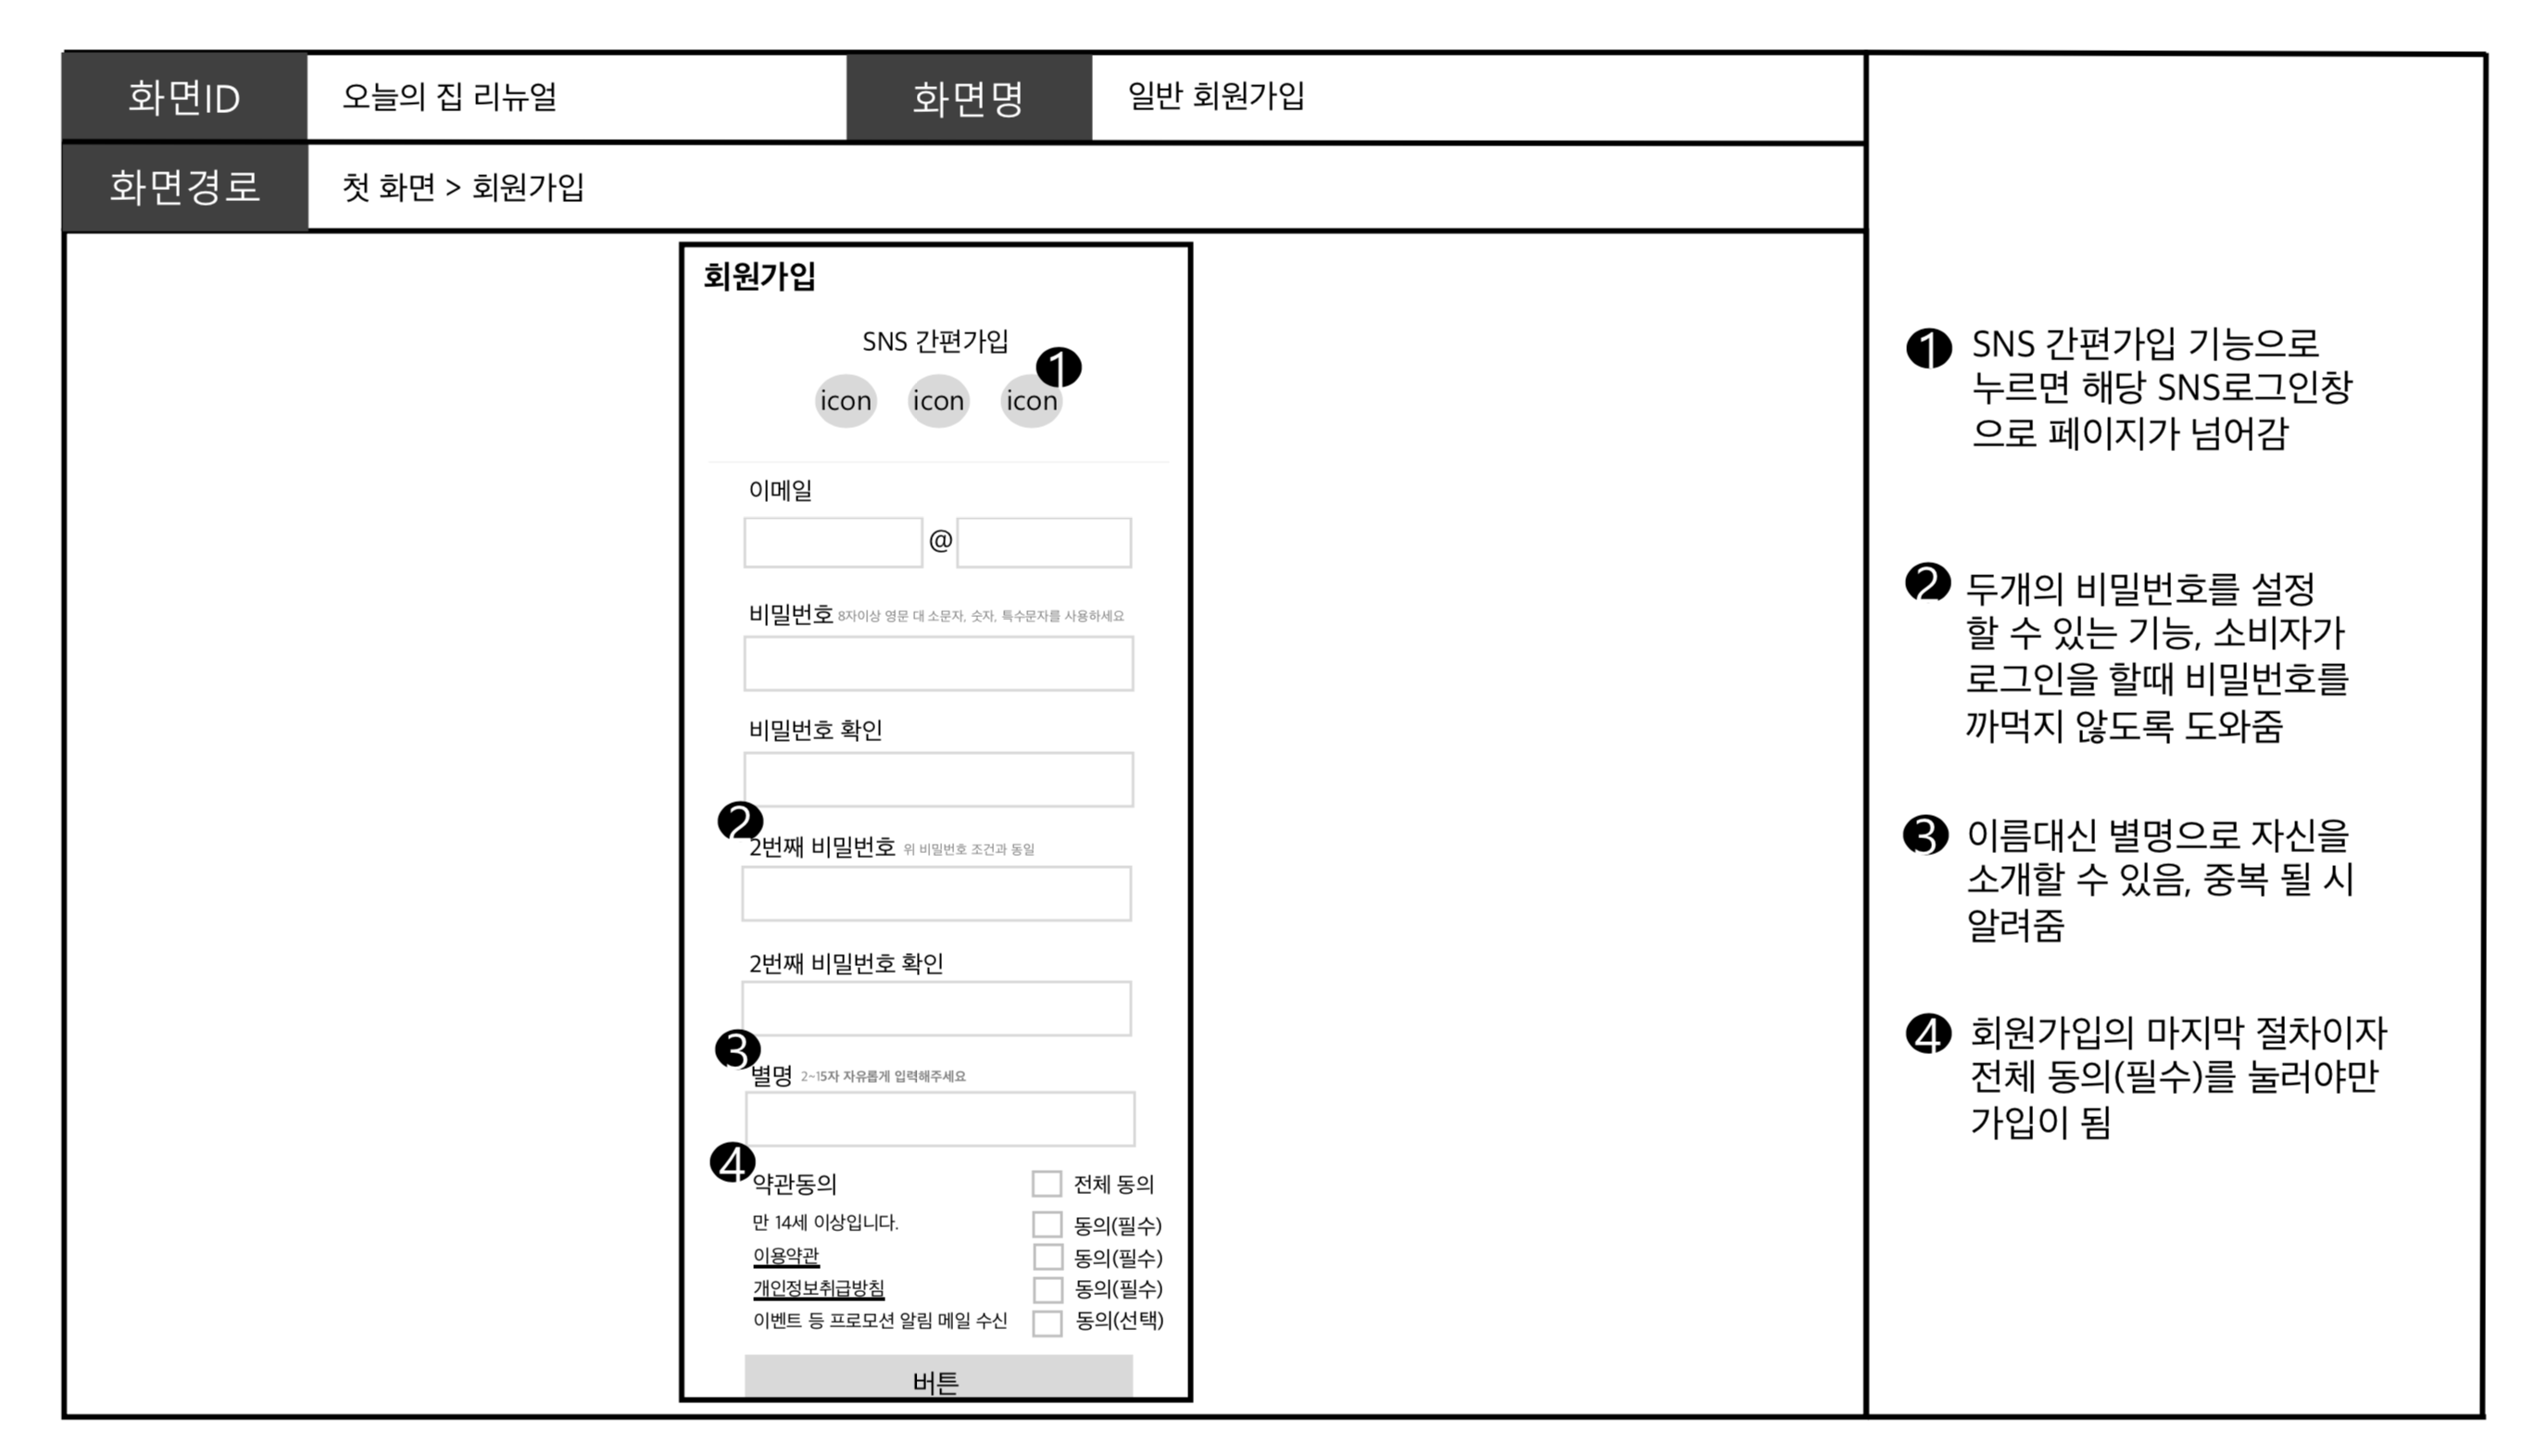 화면ID 오늘의 집 리뉴얼 화면명 일반 회원가입
화면경로 첫 화면 > 회원가입
회원가입
SNS 간편가입
1
icon icon icon
이메일
@
비밀번호 8자이상 영문 대 소문자, 숫자, 특수문자를 사용하세요
비밀번호 확인
2
2번째 비밀번호 위 비밀번호 조건과 동일
2번째 비밀번호 확인
3
별명 2~15자 자유롭게 입력해주세요
4
약관동의 전체 동의
만 14세 이상입니다. 동의(필수)
이용약관 동의(필수)
개인정보취급방침 동의(필수)
이벤트 등 프로모션 알림 메일 수신 동의(선택)
버튼
1 SNS 간편가입 기능으로
누르면 해당 SNS로그인창
으로 페이지가 넘어감
2 두개의 비밀번호를 설정
할 수 있는 기능, 소비자가
로그인을 할때 비밀번호를
까먹지 않도록 도와줌
3 이름대신 별명으로 자신을
소개할 수 있음, 중복 될 시
알려줌
4 회원가입의 마지막 절차이자
전체 동의(필수)를 눌러야만
가입이 됨